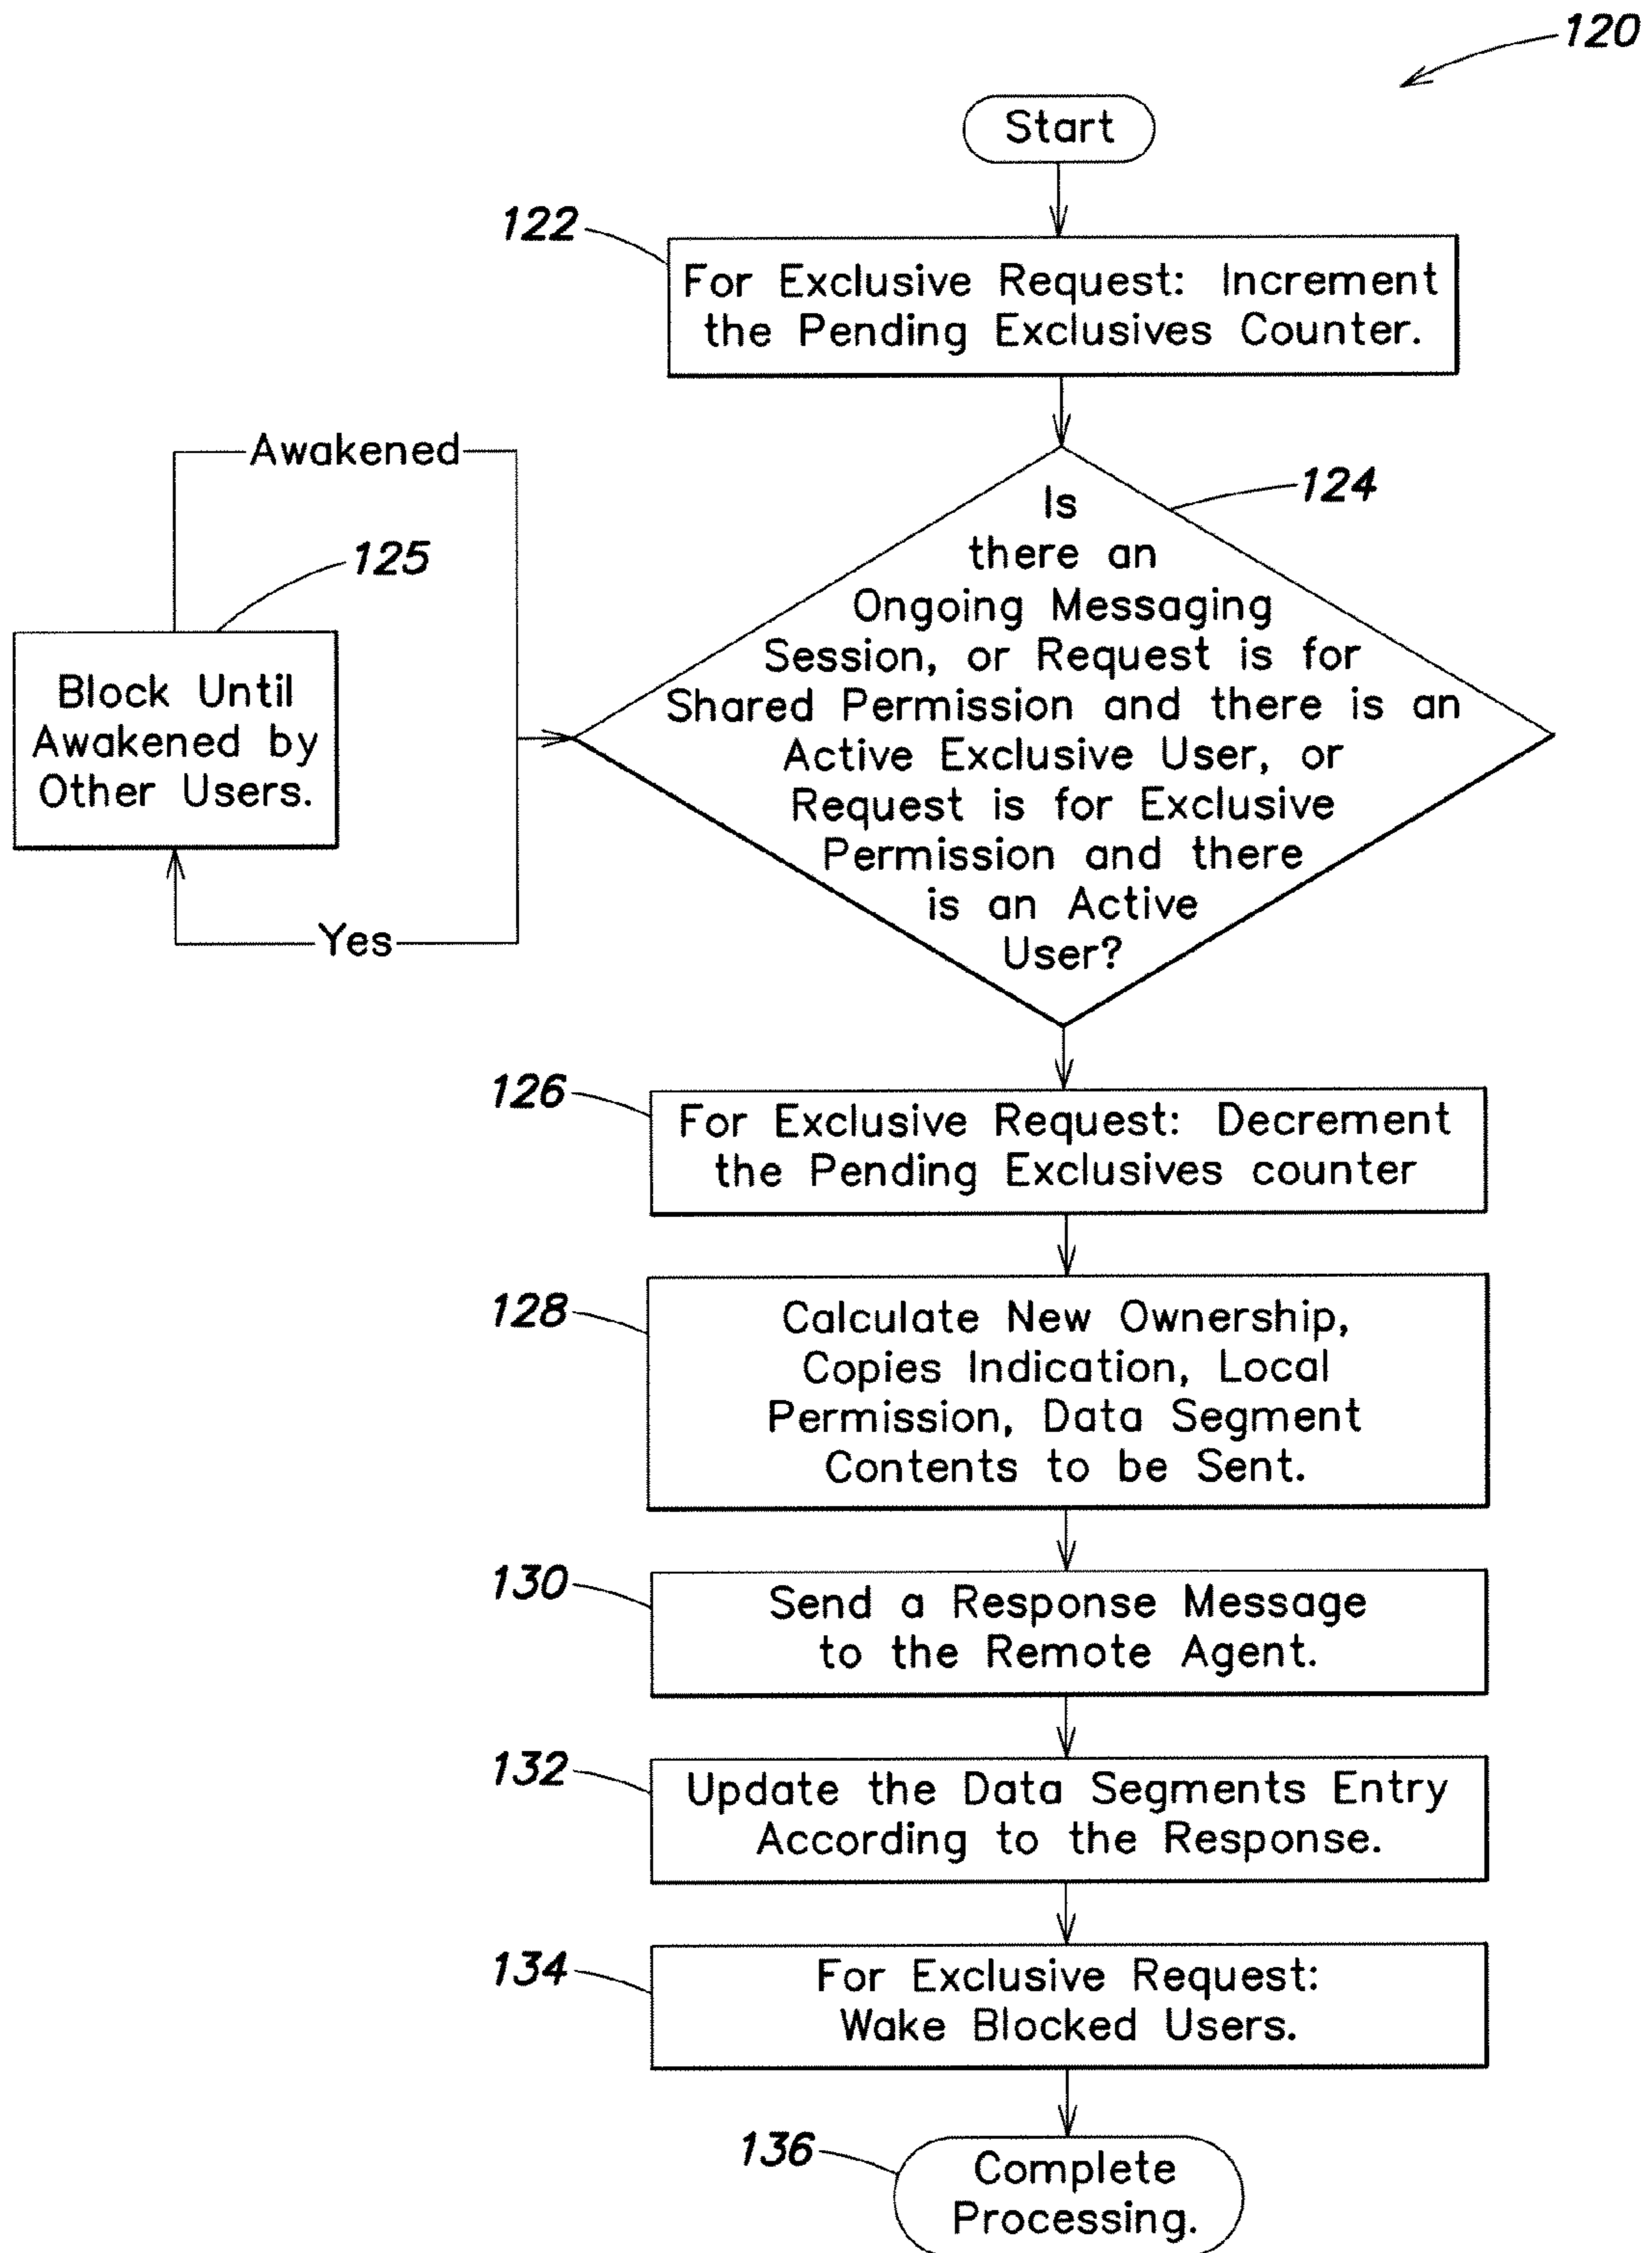 120
Start
122
For Exclusive Request: Increment
the Pending Exclusives Counter.
Awakened
124
Is
there an
Ongoing Messaging
Session, or Request is for
Shared Permission and there is an
Active Exclusive User, or
Request is for Exclusive
Permission and there
is an Active
User?
125
Block Until
Awakened by
Other Users.
Yes
126
For Exclusive Request: Decrement
the Pending Exclusives counter
128
Calculate New Ownership,
Copies Indication, Local
Permission, Data Segment
Contents to be Sent.
130
Send a Response Message
to the Remote Agent.
132
Update the Data Segments Entry
According to the Response.
134
For Exclusive Request:
Wake Blocked Users.
136
Complete
Processing.